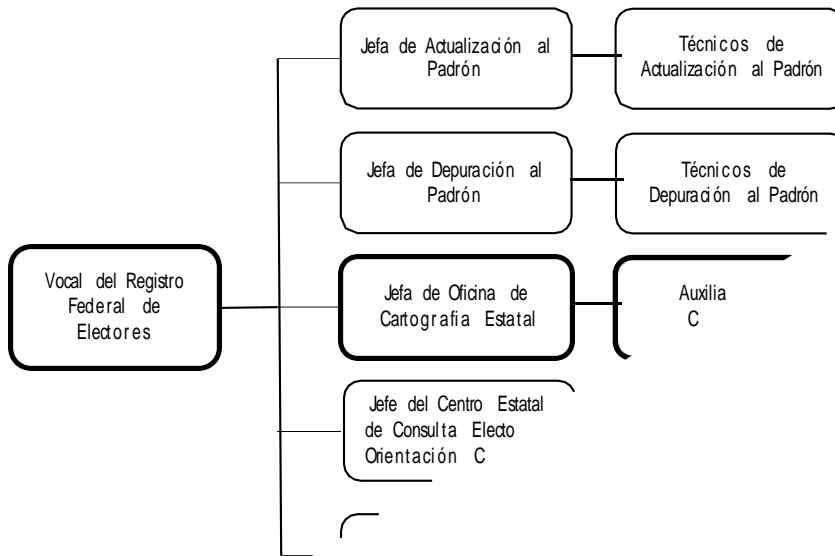 Jefa de Actualización al
Padrón
Técnicos de
Actualización al Padrón
Jefa de Depuración al
Padrón
Técnicos de
Depuración al Padrón
Vocal del Registro
Federal de
Electores
Jefa de Oficina de
Cartografia Estatal
Auxilia
C
Jefe del Centro Estatal
de Consulta Electo
Orientación C